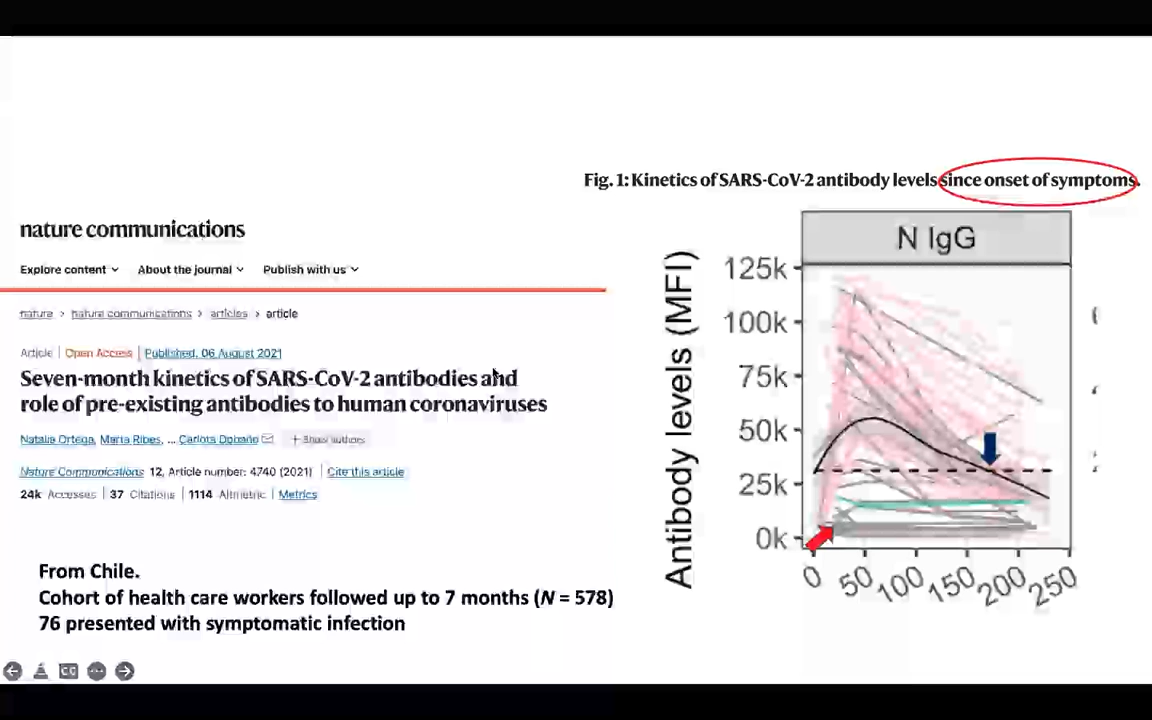 Fig. 1: Kinetics of SARS-CoV-2 antibody levels since onset of symptoms.
nature communications
Explore content
About the journal
Publish with us
nature > nature communications > articles > article
Article | Open Access | Published: 06 August 2021
Seven-month kinetics of SARS-CoV-2 antibodies and
role of pre-existing antibodies to human coronaviruses
Natalia Ortega, Marta Ribes, ... Carlota Dobaño + Show authors
Nature Communications 12, Article number: 4740 (2021) | Cite this article
24k Accesses | 37 Citations | 1114 Altmetric | Metrics
From Chile.
Cohort of health care workers followed up to 7 months (N = 578)
76 presented with symptomatic infection
N IgG
Antibody levels (MFI)
125k
100k
75k
50k
25k
0k
0 50 100 150 200 250
CC